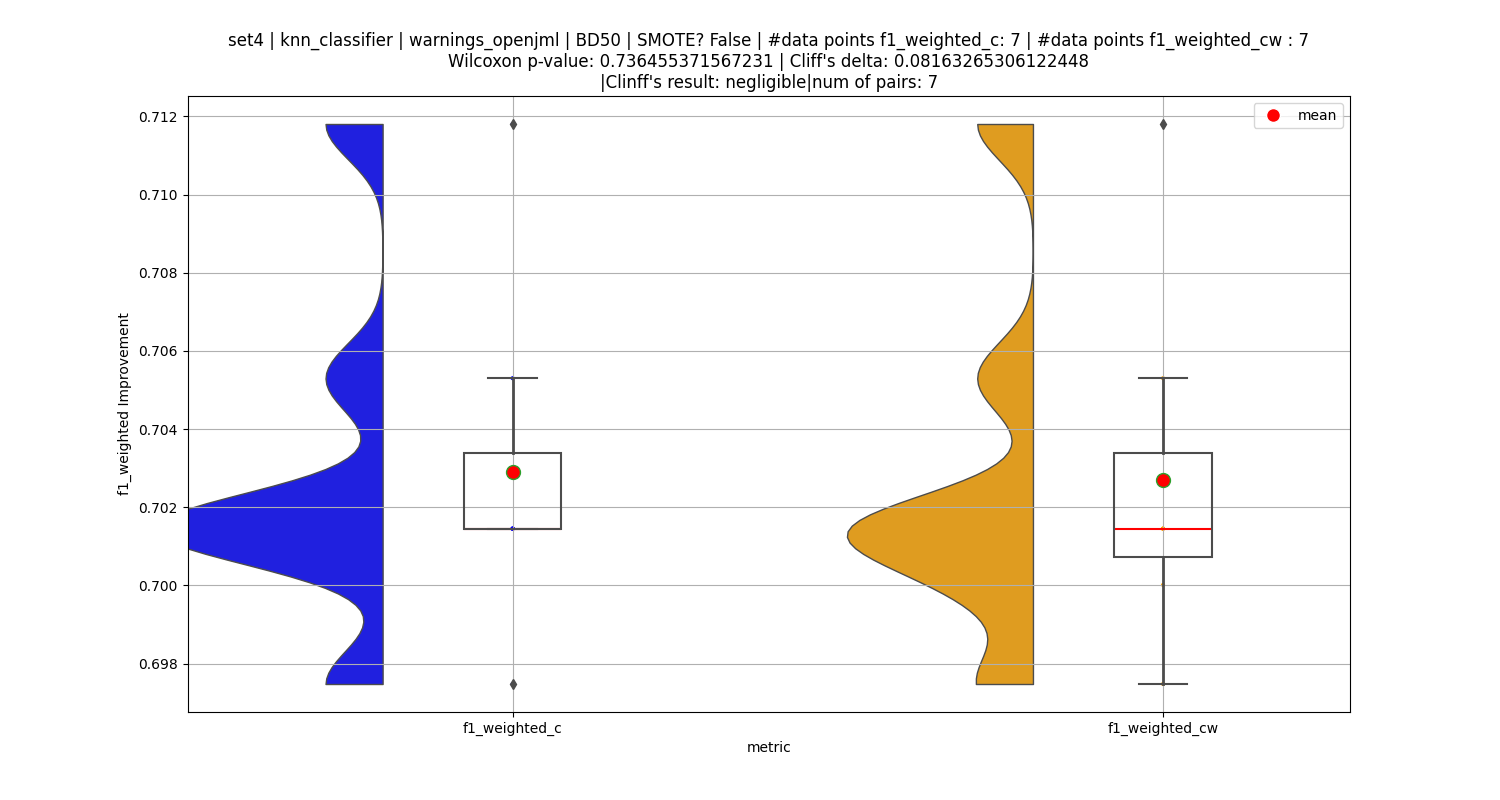 set4 | knn_classifier | warnings_openjml | BD50 | SMOTE? False | #data points f1_weighted_c: 7 | #data points f1_weighted_cw : 7
Wilcoxon p-value: 0.736455371567231 | Cliff's delta: 0.08163265306122448
|Clinff's result: negligible|num of pairs: 7
mean
0.712
0.710
0.708
0.706
0.704
0.702
0.700
0.698
f1_weighted Improvement
f1_weighted_c
f1_weighted_cw
metric